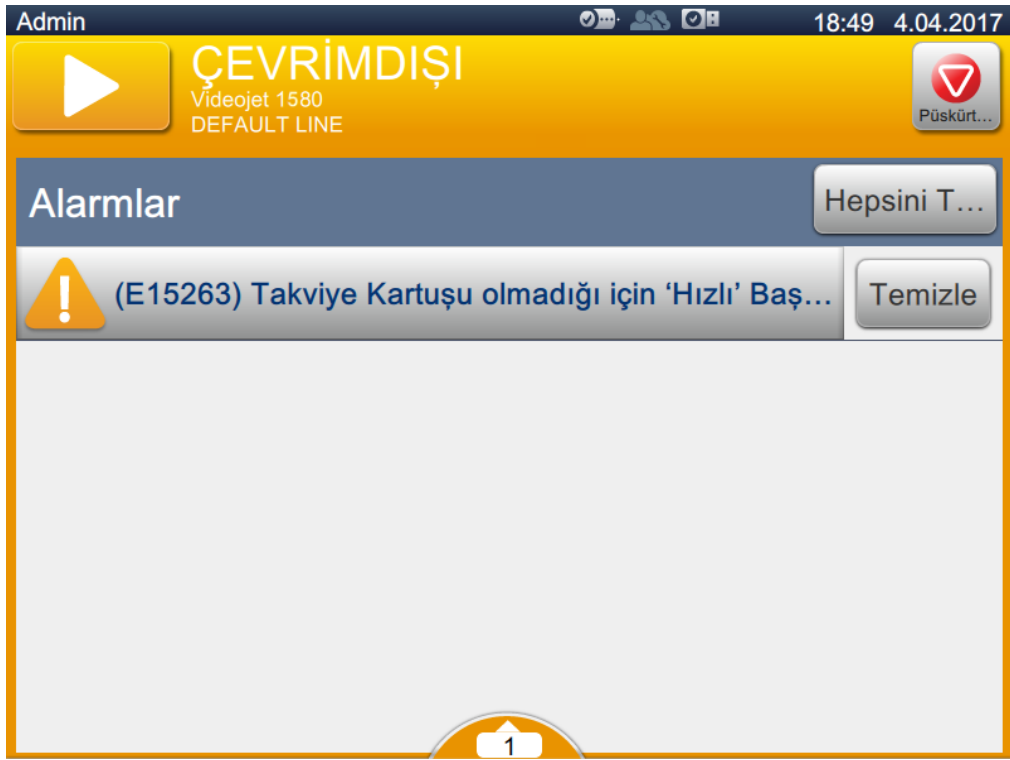 Admin 18:49 4.04.2017
ÇEVRİMDIŞI
Videojet 1580
DEFAULT LINE
Püskürt...
Alarmlar
Hepsini T...
(E15263) Takviye Kartuşu olmadığı için ‘Hızlı’ Baş...
Temizle
1